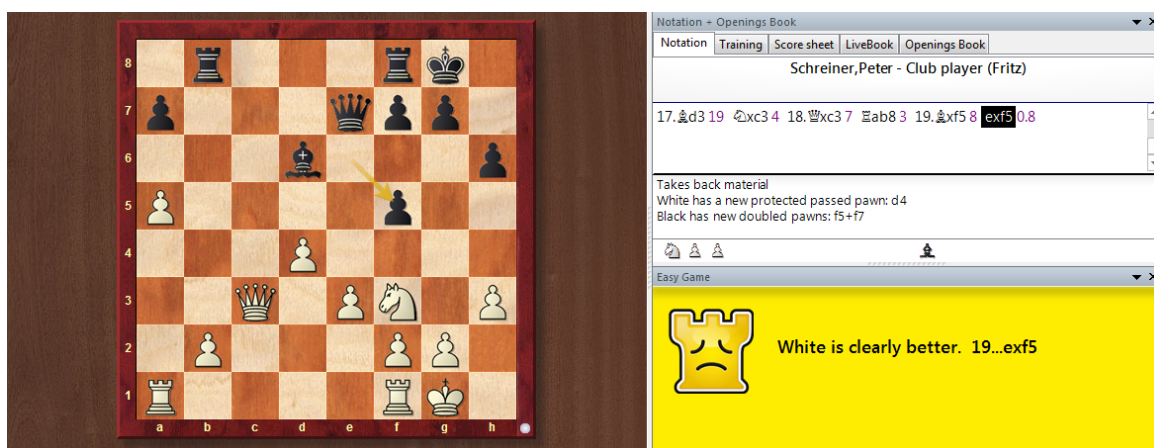 Notation + Openings Book
Notation Training Score sheet LiveBook Openings Book
Schreiner,Peter - Club player (Fritz)
17.♗d3 19 ♘xc3 4 18.♕xc3 7 ♖ab8 3 19.♗xf5 8 exf5 0.8
Takes back material
White has a new protected passed pawn: d4
Black has new doubled pawns: f5+f7
Easy Game
White is clearly better. 19...exf5
8
7
6
5
4
3
2
1
a b c d e f g h